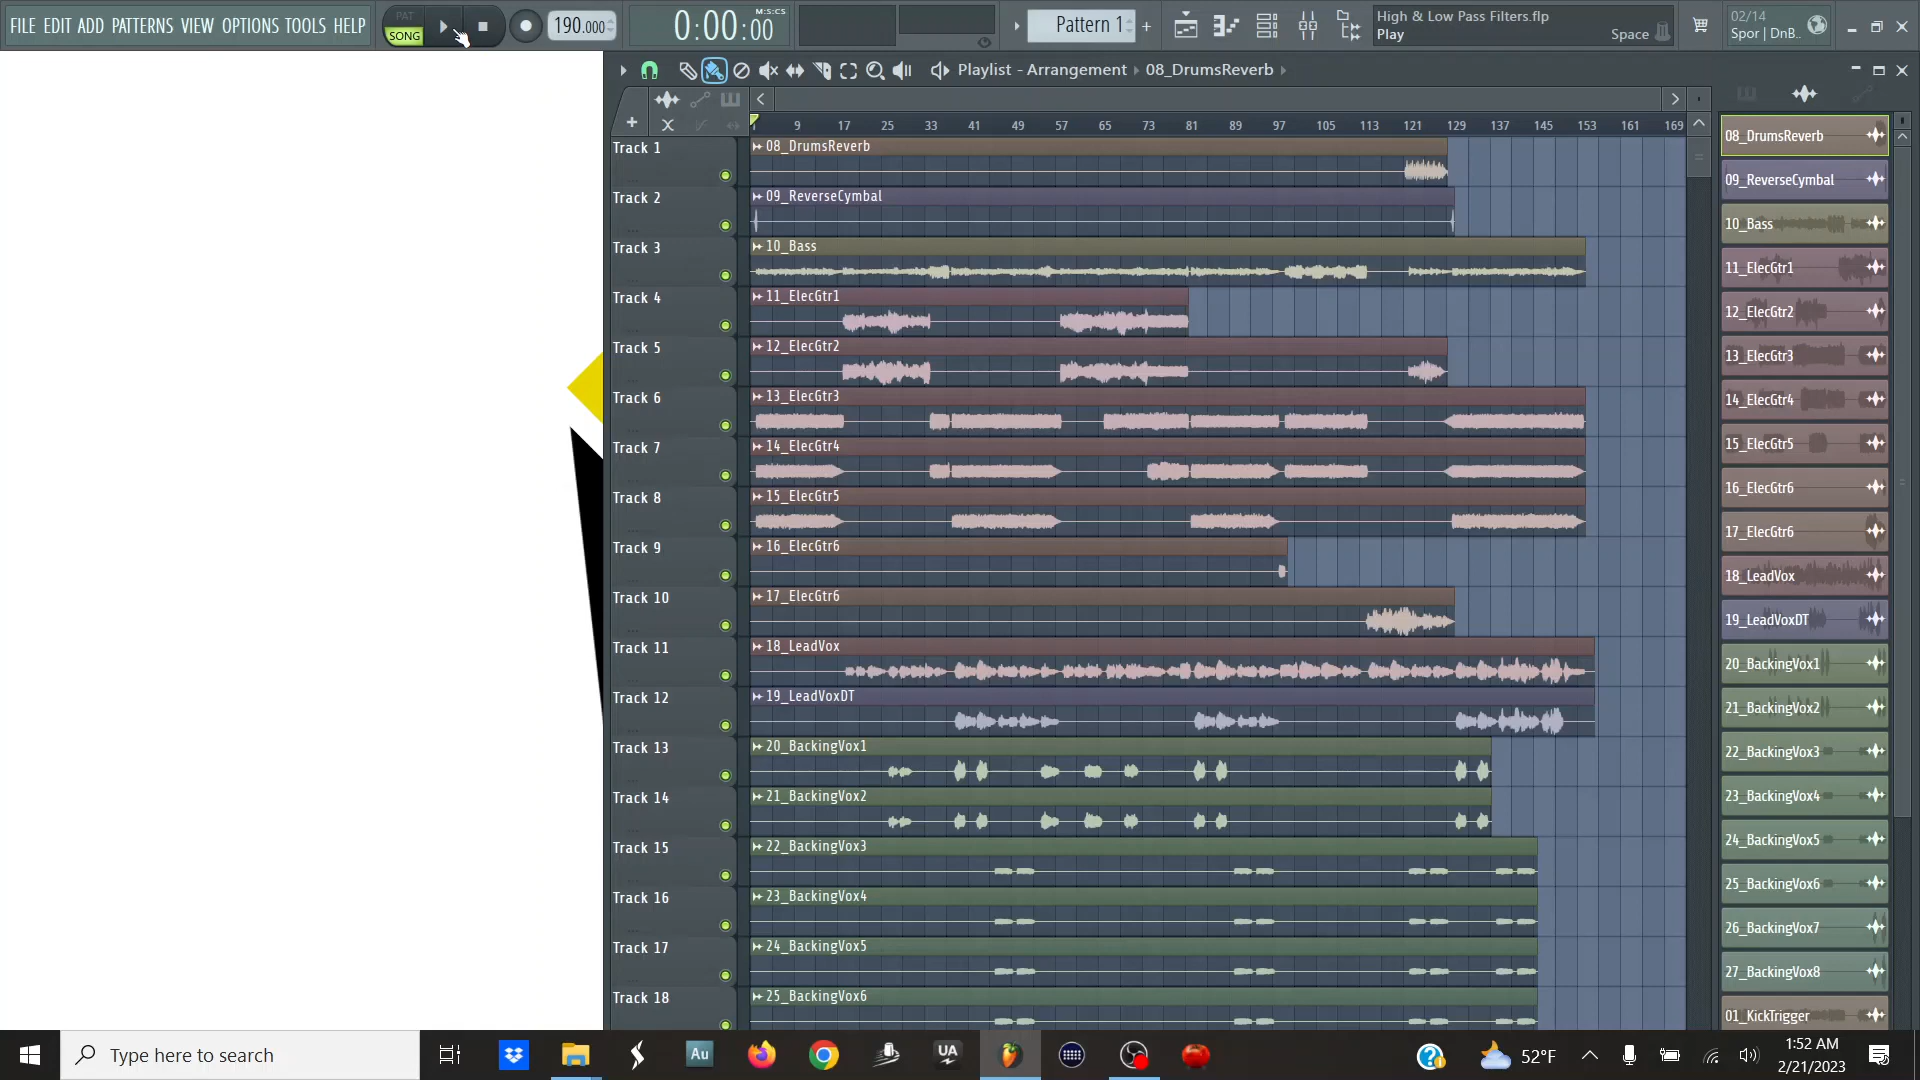 FILE EDIT ADD PATTERNS VIEW OPTIONS TOOLS HELP
PAT
SONG
190.000
0:00:00
M:S:CS
Pattern 1
High & Low Pass Filters.flp
Play
Space
02/14
Spor | DnB..
Playlist - Arrangement
08_DrumsReverb
9 17 25 33 41 49 57 65 73 81 89 97 105 113 121 129 137 145 153 161 169
Track 1
08_DrumsReverb
Track 2
09_ReverseCymbal
Track 3
10_Bass
Track 4
11_ElecGtr1
Track 5
12_ElecGtr2
Track 6
13_ElecGtr3
Track 7
14_ElecGtr4
Track 8
15_ElecGtr5
Track 9
16_ElecGtr6
Track 10
17_ElecGtr6
Track 11
18_LeadVox
Track 12
19_LeadVoxDT
Track 13
20_BackingVox1
Track 14
21_BackingVox2
Track 15
22_BackingVox3
Track 16
23_BackingVox4
Track 17
24_BackingVox5
Track 18
25_BackingVox6
08_DrumsReverb
09_ReverseCymbal
10_Bass
11_ElecGtr1
12_ElecGtr2
13_ElecGtr3
14_ElecGtr4
15_ElecGtr5
16_ElecGtr6
17_ElecGtr6
18_LeadVox
19_LeadVoxDT
20_BackingVox1
21_BackingVox2
22_BackingVox3
23_BackingVox4
24_BackingVox5
25_BackingVox6
26_BackingVox7
27_BackingVox8
01_KickTrigger
Type here to search
Au
UA
52°F
1:52 AM
2/21/2023